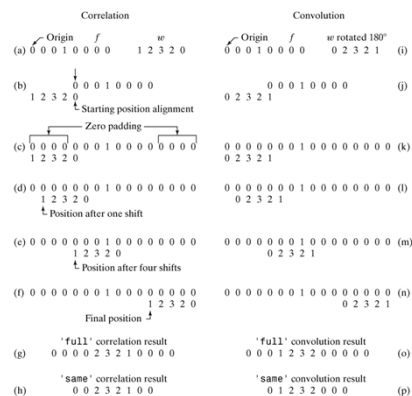 Correlation Convolution
Origin f w Origin f w rotated 180°
(a) 0 0 0 1 0 0 0 0 1 2 3 2 0 0 0 0 1 0 0 0 0 0 2 3 2 1 (i)
(b) 0 0 0 1 0 0 0 0 0 0 0 1 0 0 0 0 (j)
1 2 3 2 0 0 2 3 2 1
Starting position alignment
Zero padding
(c) 0 0 0 0 0 0 0 1 0 0 0 0 0 0 0 0 0 0 0 0 0 0 0 1 0 0 0 0 0 0 0 0 (k)
1 2 3 2 0 0 2 3 2 1
(d) 0 0 0 0 0 0 0 1 0 0 0 0 0 0 0 0 0 0 0 0 0 0 0 1 0 0 0 0 0 0 0 0 (l)
1 2 3 2 0 0 2 3 2 1
Position after one shift
(e) 0 0 0 0 0 0 0 1 0 0 0 0 0 0 0 0 0 0 0 0 0 0 0 1 0 0 0 0 0 0 0 0 (m)
1 2 3 2 0 0 2 3 2 1
Position after four shifts
(f) 0 0 0 0 0 0 0 1 0 0 0 0 0 0 0 0 0 0 0 0 0 0 0 1 0 0 0 0 0 0 0 0 (n)
1 2 3 2 0 0 2 3 2 1
Final position
'full' correlation result 'full' convolution result
(g) 0 0 0 0 2 3 2 1 0 0 0 0 0 0 0 1 2 3 2 0 0 0 0 0 (o)
'same' correlation result 'same' convolution result
(h) 0 0 2 3 2 1 0 0 0 1 2 3 2 0 0 0 (p)